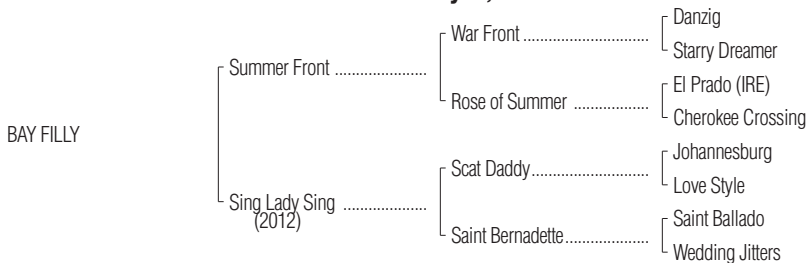 War Front
Danzig
Starry Dreamer
Summer Front
Rose of Summer
El Prado (IRE)
Cherokee Crossing
BAY FILLY
Sing Lady Sing
(2012)
Scat Daddy
Johannesburg
Love Style
Saint Bernadette
Saint Ballado
Wedding Jitters